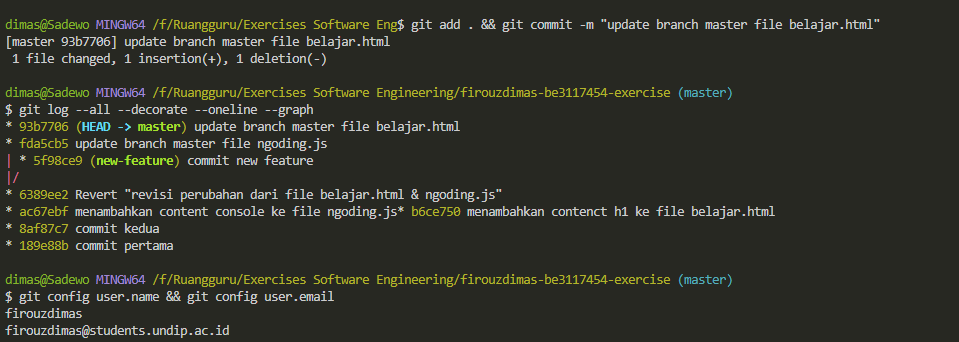 dimas@Sadewo MINGW64 /f/Ruangguru/Exercises Software Eng$ git add . && git commit -m "update branch master file belajar.html"
[master 93b7706] update branch master file belajar.html
 1 file changed, 1 insertion(+), 1 deletion(-)
dimas@Sadewo MINGW64 /f/Ruangguru/Exercises Software Engineering/firouzdimas-be3117454-exercise (master)
$ git log --all --decorate --oneline --graph
* 93b7706 (HEAD -> master) update branch master file belajar.html
* fda5cb5 update branch master file ngoding.js
| * 5f98ce9 (new-feature) commit new feature
|/
* 6389ee2 Revert "revisi perubahan dari file belajar.html & ngoding.js"
* ac67ebf menambahkan content console ke file ngoding.js* b6ce750 menambahkan contenct h1 ke file belajar.html
* 8af87c7 commit kedua
* 189e88b commit pertama
dimas@Sadewo MINGW64 /f/Ruangguru/Exercises Software Engineering/firouzdimas-be3117454-exercise (master)
$ git config user.name && git config user.email
firouzdimas
firouzdimas@students.undip.ac.id